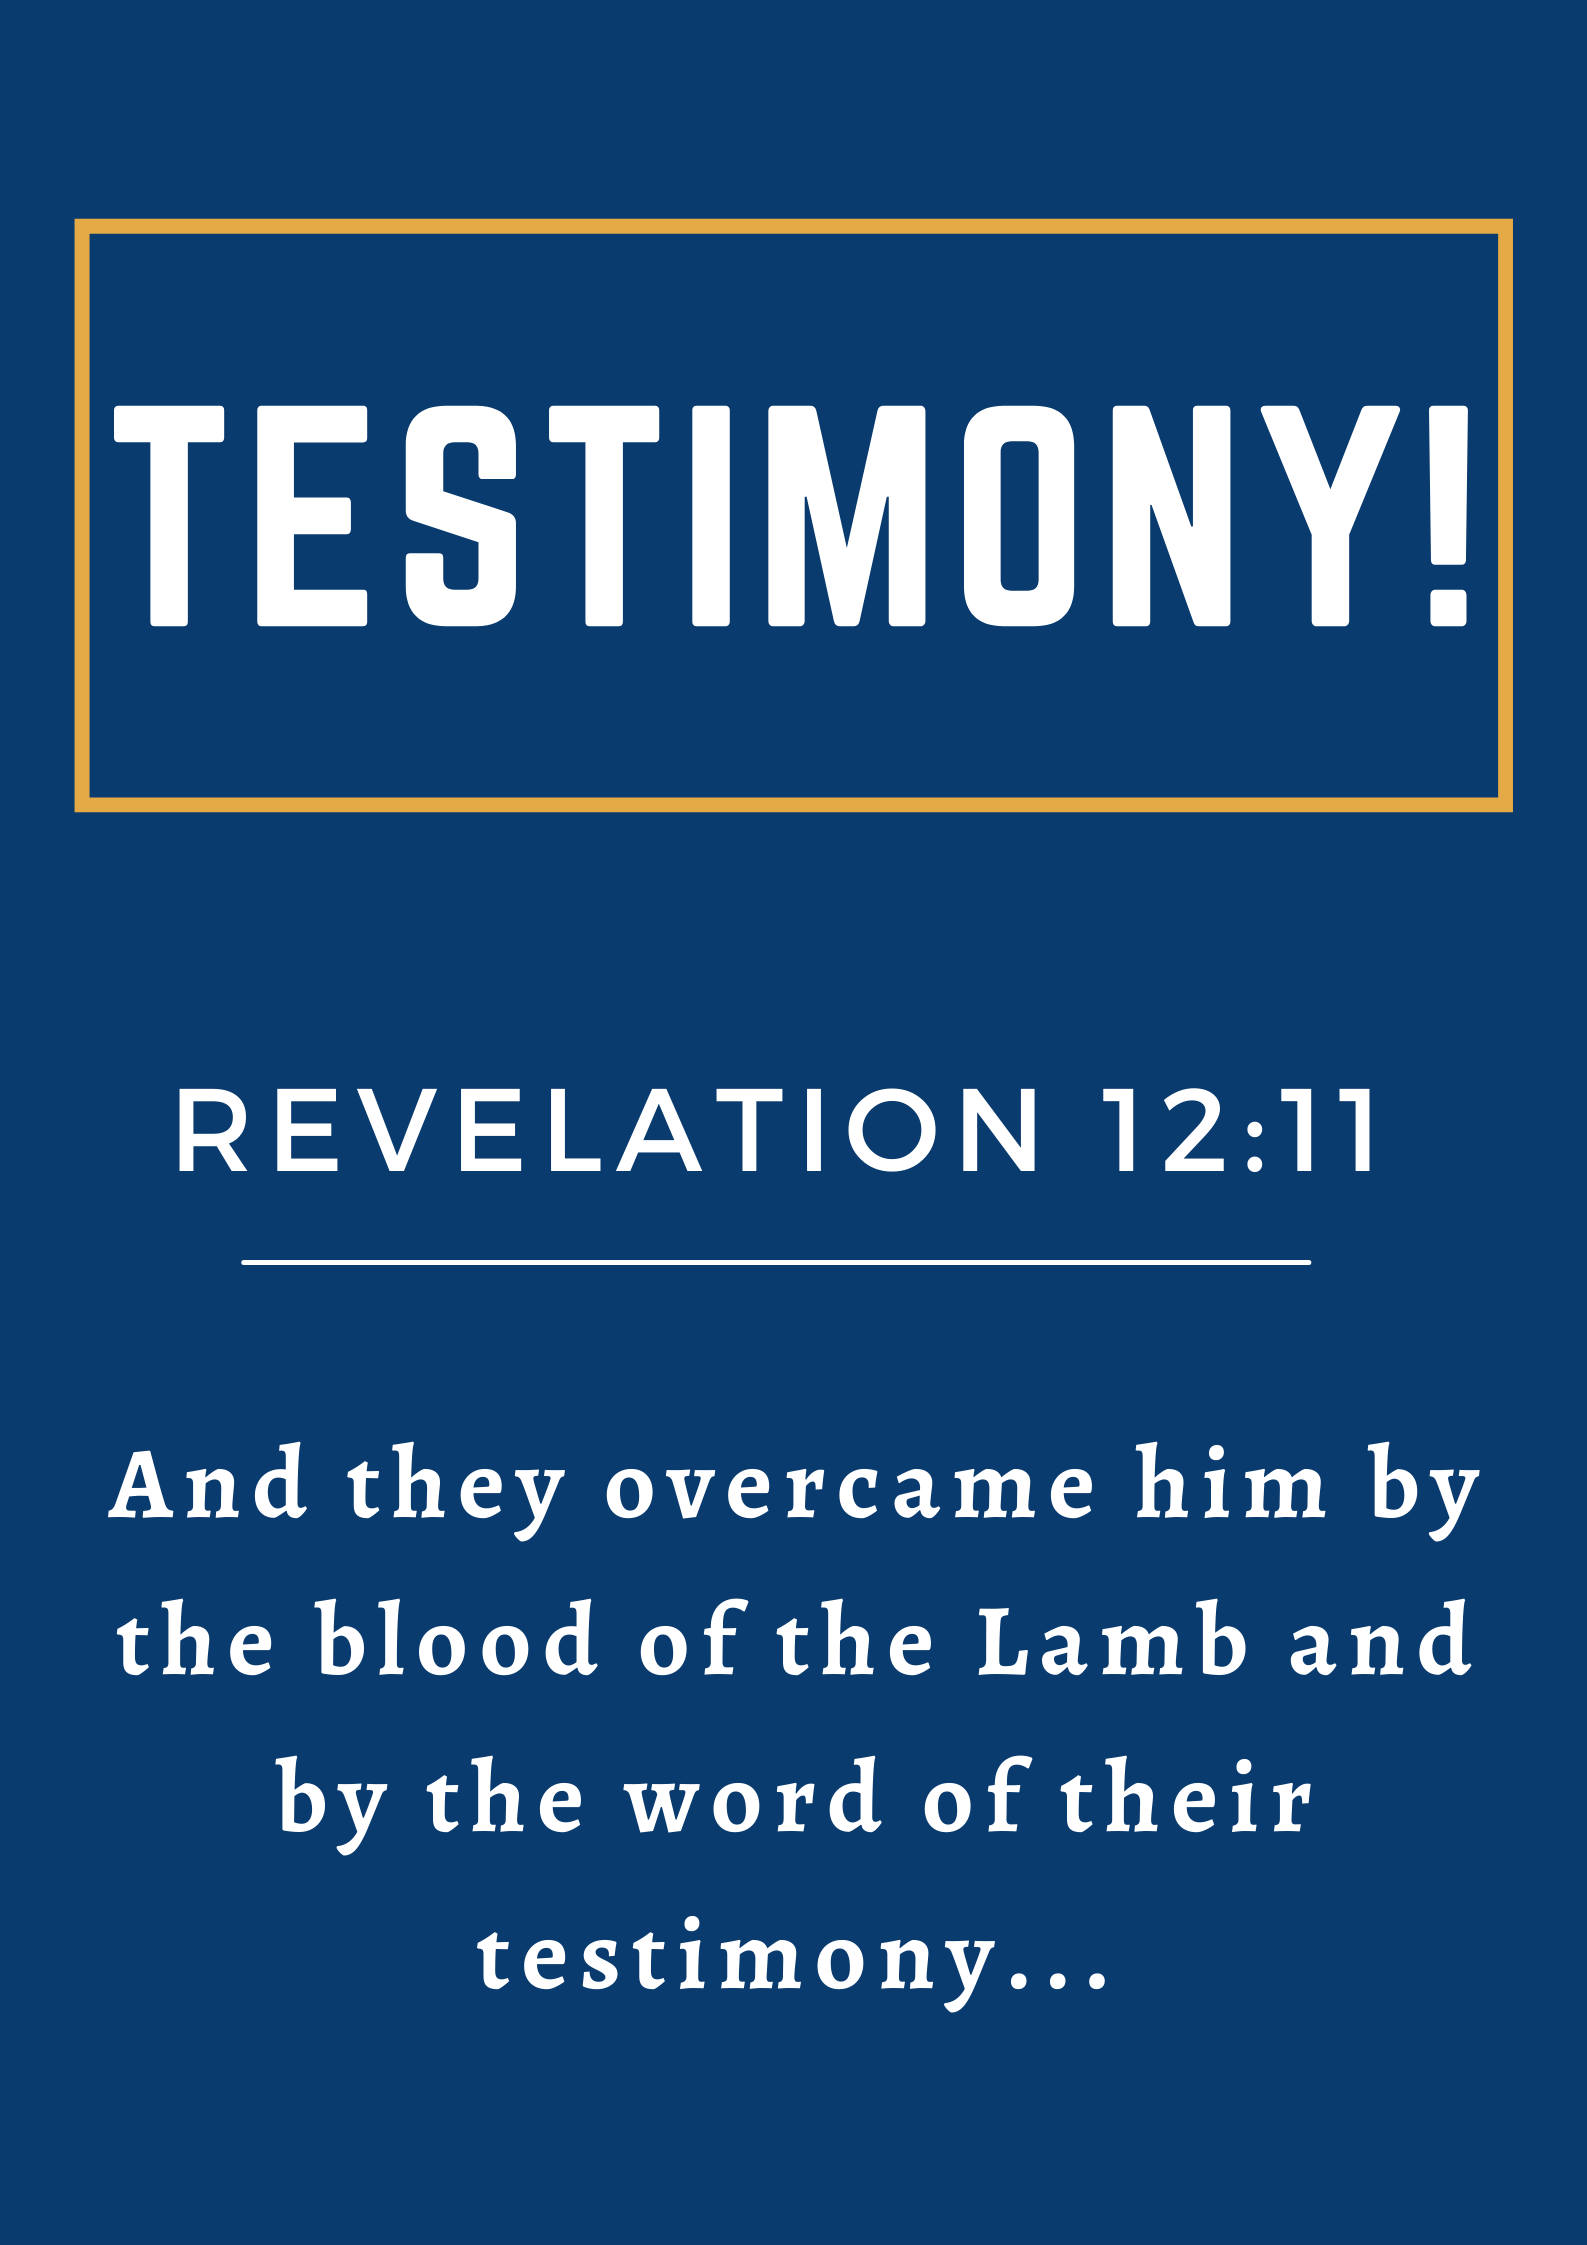 TESTIMONY!
REVELATION 12:11
And they overcame him by
the blood of the Lamb and
by the word of their
testimony...